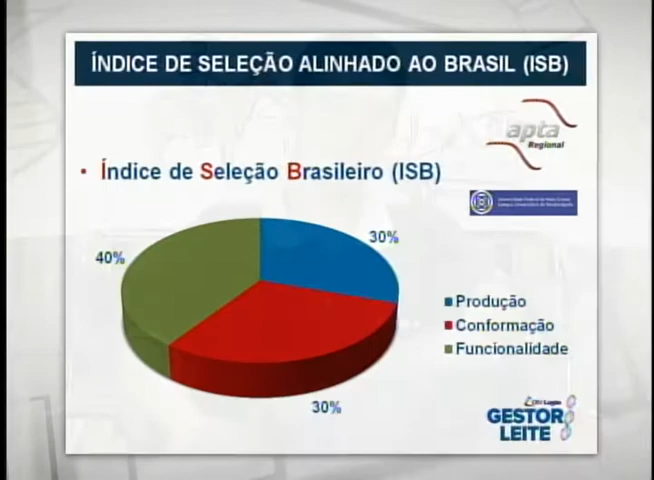 ÍNDICE DE SELEÇÃO ALINHADO AO BRASIL (ISB)
apta
Regional
• Índice de Seleção Brasileiro (ISB)
30%
40%
Produção
Conformação
Funcionalidade
30%
GESTOR
LEITE